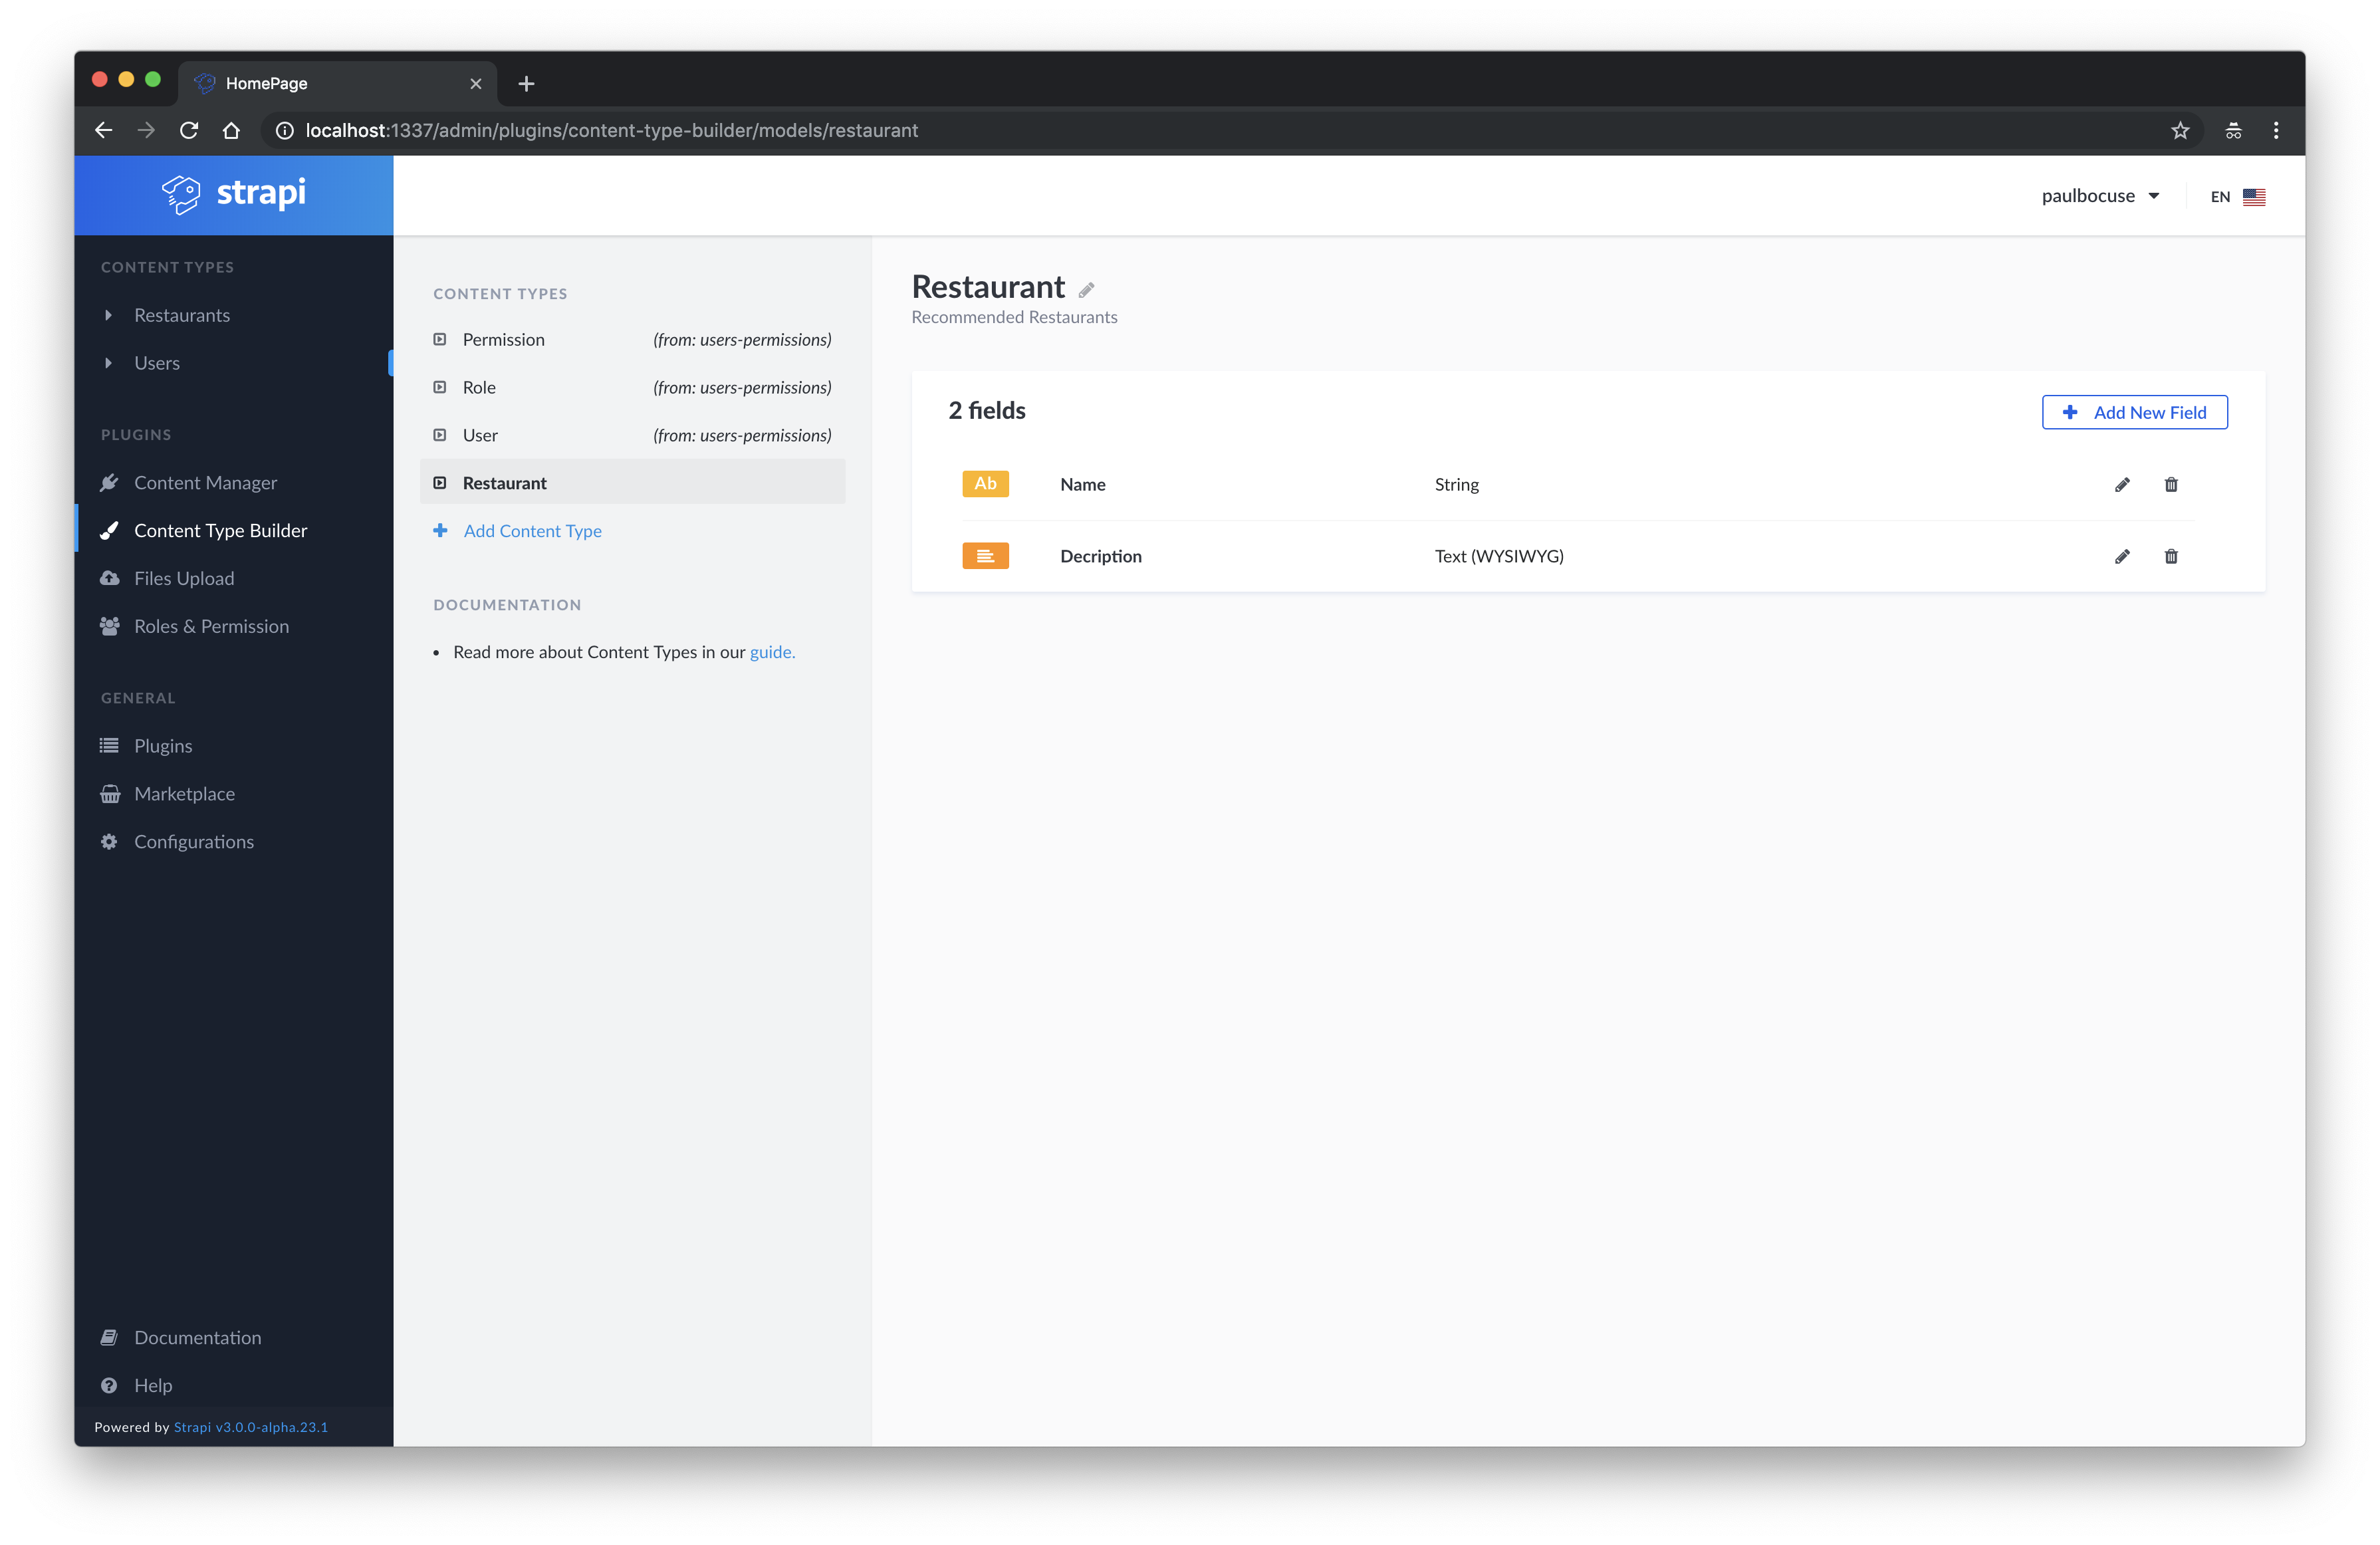 HomePage
localhost:1337/admin/plugins/content-type-builder/models/restaurant
strapi
paulbocuse
EN
CONTENT TYPES
Restaurants
Users
PLUGINS
Content Manager
Content Type Builder
Files Upload
Roles & Permission
GENERAL
Plugins
Marketplace
Configurations
Documentation
Help
Powered by Strapi v3.0.0-alpha.23.1
CONTENT TYPES
Permission (from: users-permissions)
Role (from: users-permissions)
User (from: users-permissions)
Restaurant
Add Content Type
DOCUMENTATION
• Read more about Content Types in our guide.
Restaurant
Recommended Restaurants
2 fields
Add New Field
Ab Name String
Decription Text (WYSIWYG)